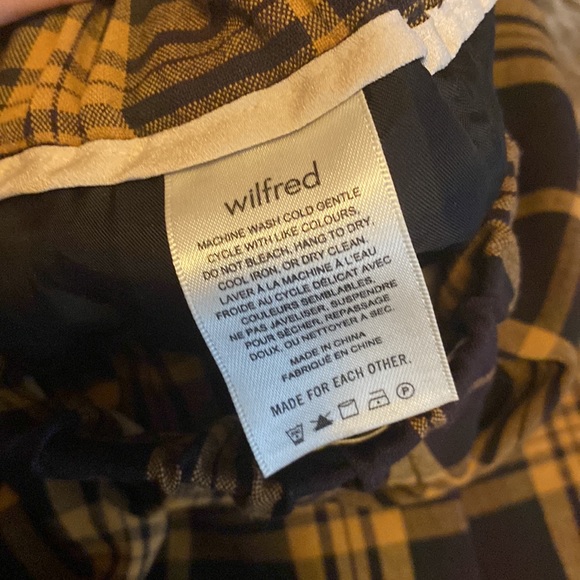 wilfred
MACHINE WASH COLD GENTLE
CYCLE WITH LIKE COLOURS,
DO NOT BLEACH, HANG TO DRY,
COOL IRON, OR DRY CLEAN.
LAVER À LA MACHINE À L'EAU
FROIDE AU CYCLE DÉLICAT AVEC
COULEURS SEMBLABLES,
NE PAS JAVELISER, SUSPENDRE
POUR SÉCHER, REPASSAGE
DOUX, OU NETTOYER À SEC.
MADE IN CHINA
FABRIQUÉ EN CHINE
MADE FOR EACH OTHER.
P